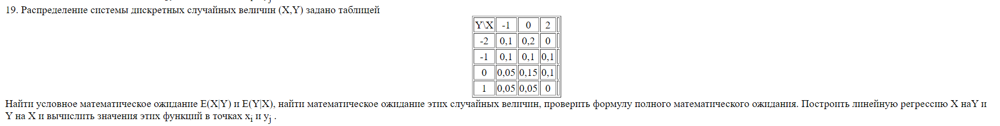 19. Распределение системы дискретных случайных величин (X,Y) задано таблицей
Y\X -1 0 2
-2 0,1 0,2 0
-1 0,1 0,1 0,1
0 0,05 0,15 0,1
1 0,05 0,05 0
Найти условное математическое ожидание E(X|Y) и E(Y|X), найти математическое ожидание этих случайных величин, проверить формулу полного математического ожидания. Построить линейную регрессию X наY и
Y на X и вычислить значения этих функций в точках xi и yj .